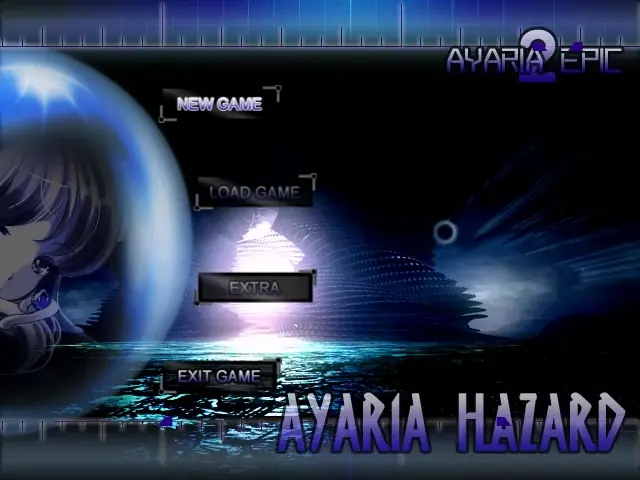 AYARIA 2 EPIC
NEW GAME
LOAD GAME
EXTRA
EXIT GAME
AYARIA HAZARD